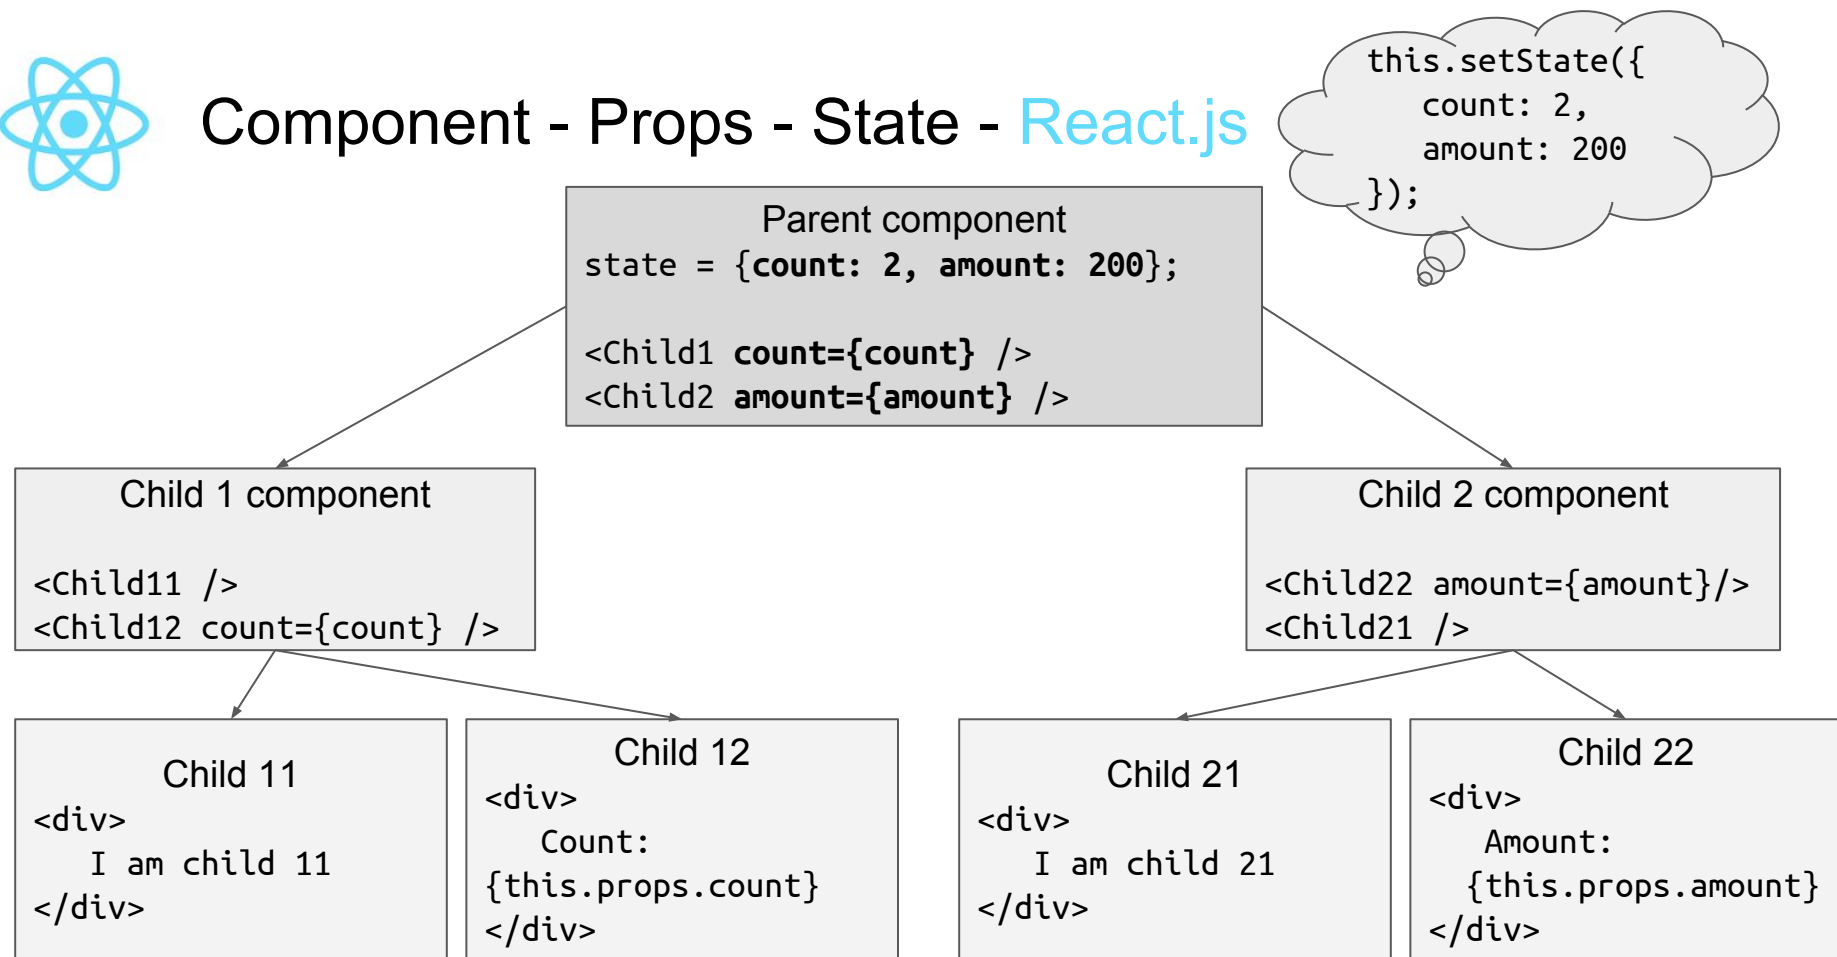 Component - Props - State - React.js
this.setState({
count: 2,
amount: 200
});
Parent component
state = {count: 2, amount: 200};
<Child1 count={count} />
<Child2 amount={amount} />
Child 1 component
<Child11 />
<Child12 count={count} />
Child 2 component
<Child22 amount={amount}/>
<Child21 />
Child 11
<div>
I am child 11
</div>
Child 12
<div>
Count:
{this.props.count}
</div>
Child 21
<div>
I am child 21
</div>
Child 22
<div>
Amount:
{this.props.amount}
</div>